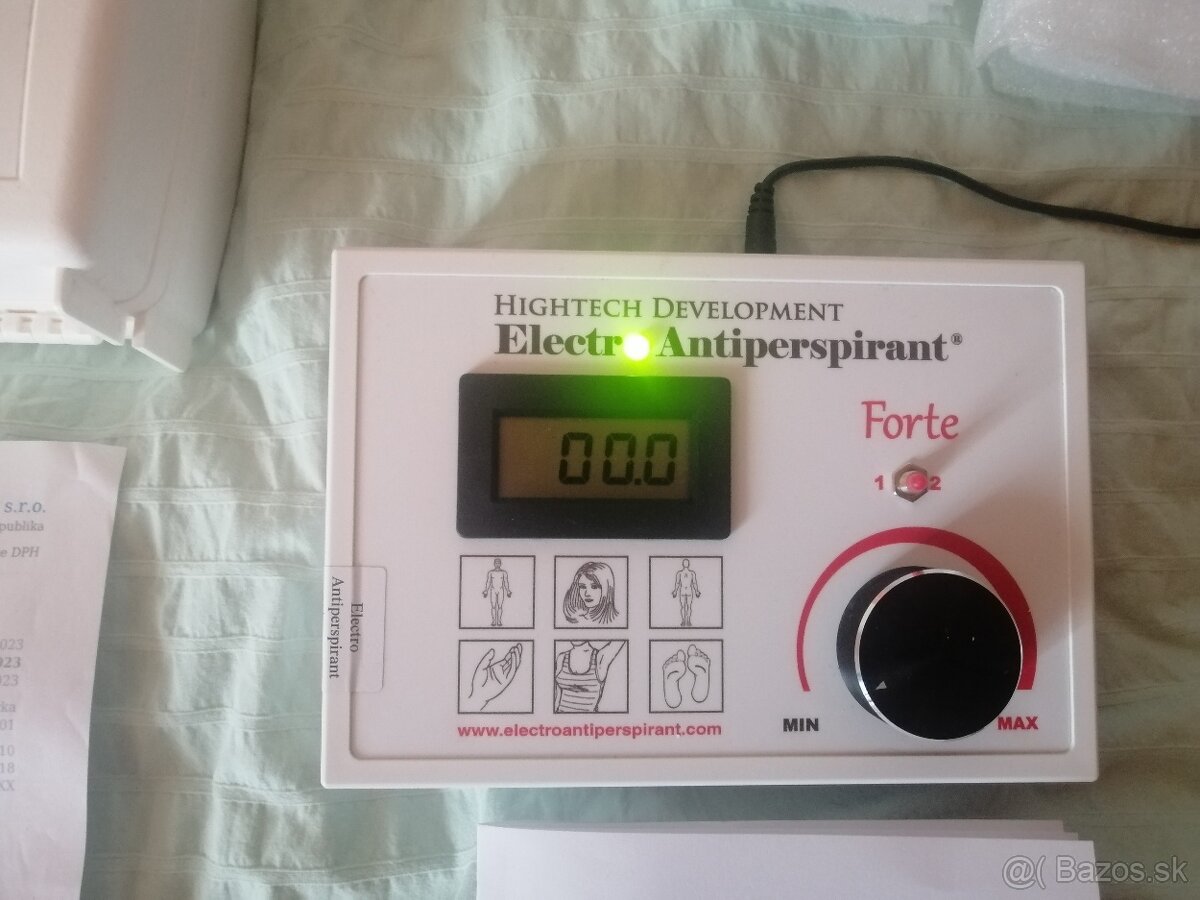 HIGHTECH DEVELOPMENT
Electro Antiperspirant®
00.0
Forte
1 2
MIN MAX
www.electroantiperspirant.com
Electro
Antiperspirant
s.r.o.
publika
e DPH
023
023
023
ka
01
10
18
XX
@( Bazos.sk